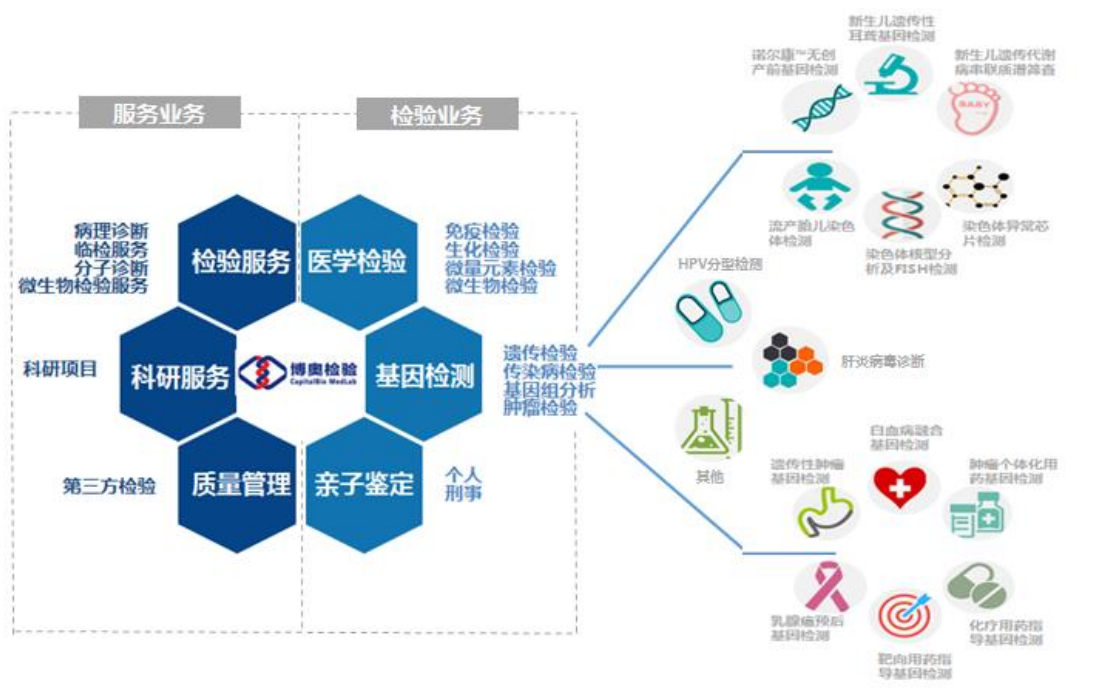 服务业务
检验业务
病理诊断
临检服务
分子诊断
微生物检验服务
检验服务
医学检验
免疫检验
生化检验
微量元素检验
微生物检验
科研项目
科研服务
博奥检验
CapitalBio MedLab
基因检测
遗传检验
传染病检验
基因组分析
肿瘤检验
第三方检验
质量管理
亲子鉴定
个人
刑事
新生儿遗传性
耳聋基因检测
诺尔康™无创
产前基因检测
新生儿遗传代谢
病串联质谱筛查
BABY
流产胎儿染色
体检测
染色体核型分
析及FISH检测
染色体异常芯
片检测
HPV分型检测
肝炎病毒诊断
其他
白血病融合
基因检测
遗传性肿瘤
基因检测
肿瘤个体化用
药基因检测
乳腺癌预后
基因检测
靶向用药指
导基因检测
化疗用药指
导基因检测